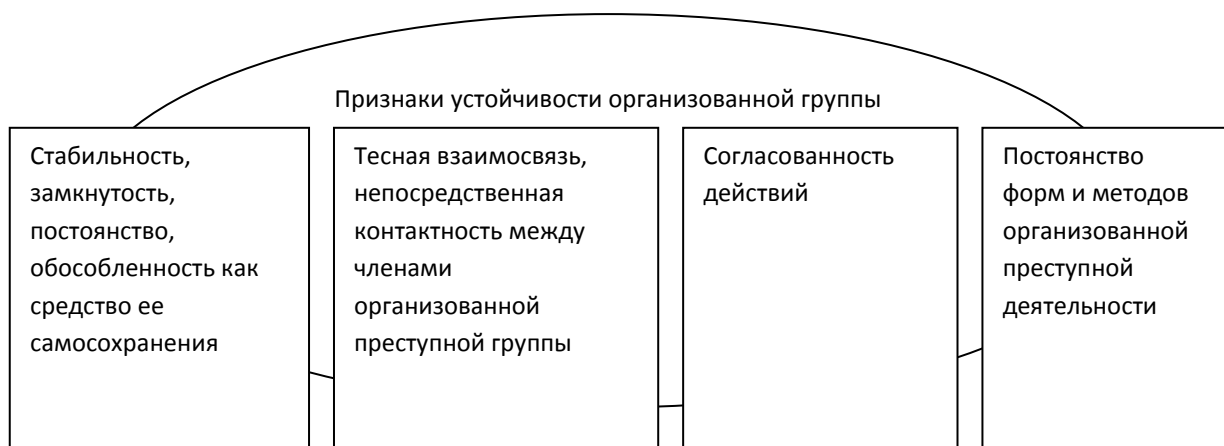 Признаки устойчивости организованной группы
Стабильность,
замкнутость,
постоянство,
обособленность как
средство ее
самосохранения
Тесная взаимосвязь,
непосредственная
контактность между
членами
организованной
преступной группы
Согласованность
действий
Постоянство
форм и методов
организованной
преступной
деятельности